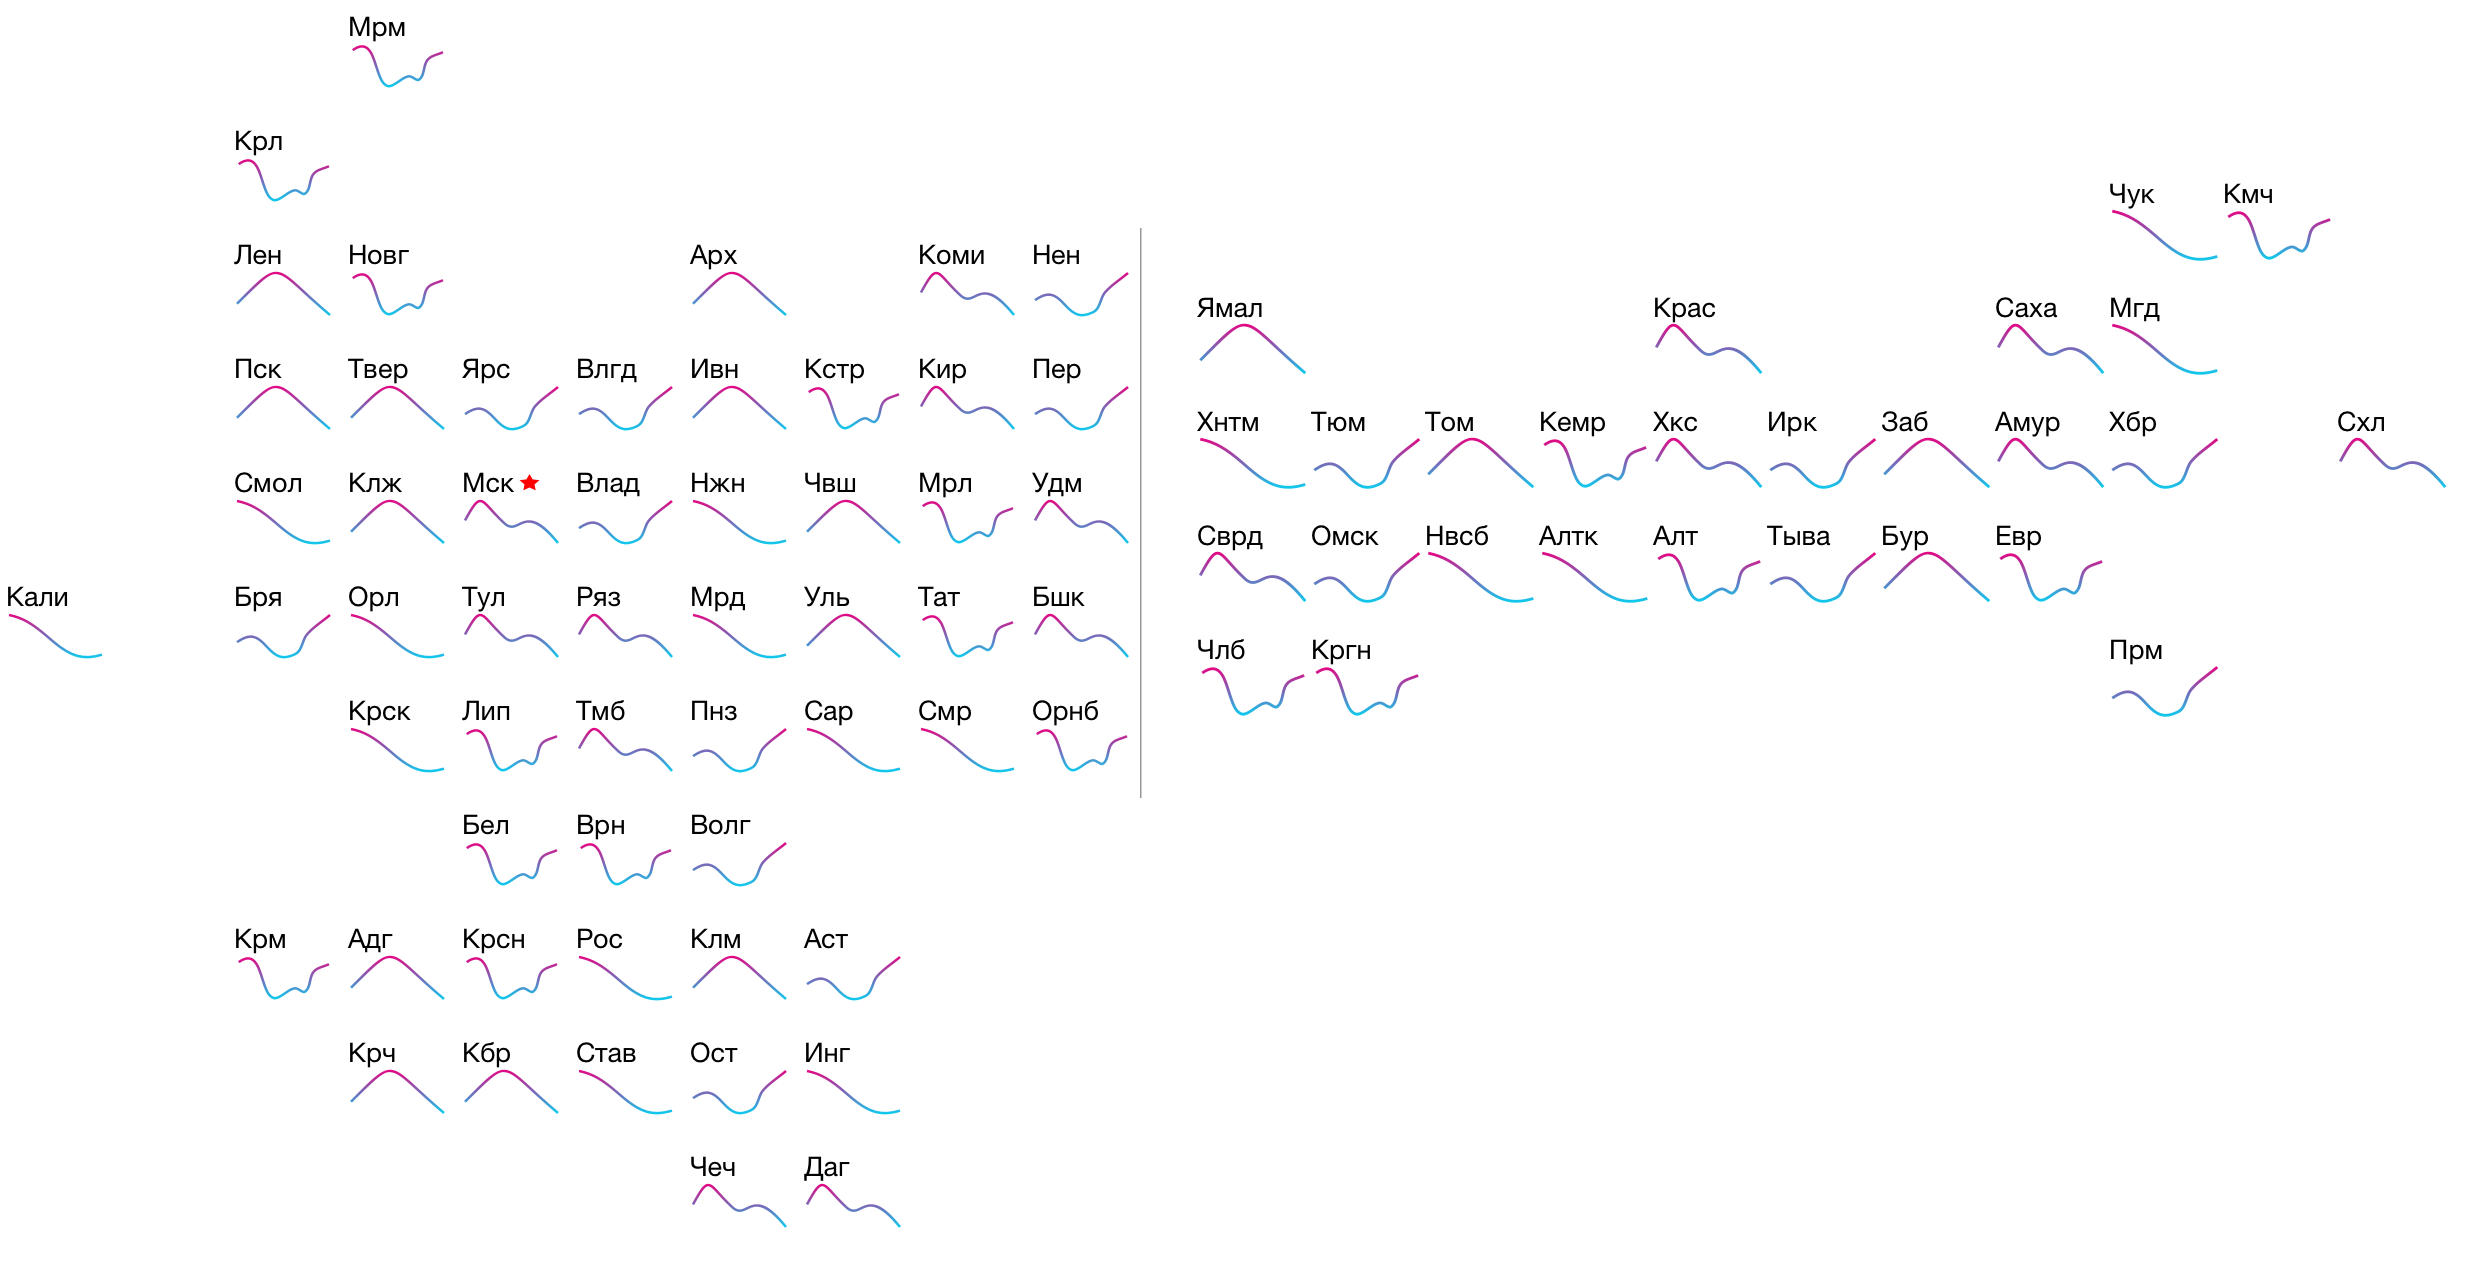 Мрм
Крл
Чук Кмч
Лен Новг Арх Коми Нен
Ямал Крас Саха Мгд
Пск Твер Ярс Влгд Ивн Кстр Кир Пер
Хнтм Тюм Том Кемр Хкс Ирк Заб Амур Хбр Схл
Смол Клж Мск Влад Нжн Чвш Мрл Удм
Сврд Омск Нвсб Алтк Алт Тыва Бур Евр
Кали Бря Орл Тул Ряз Мрд Уль Тат Бшк
Члб Кргн Прм
Крск Лип Тмб Пнз Сар Смр Орнб
Бел Врн Волг
Крм Адг Крсн Рос Клм Аст
Крч Кбр Став Ост Инг
Чеч Даг